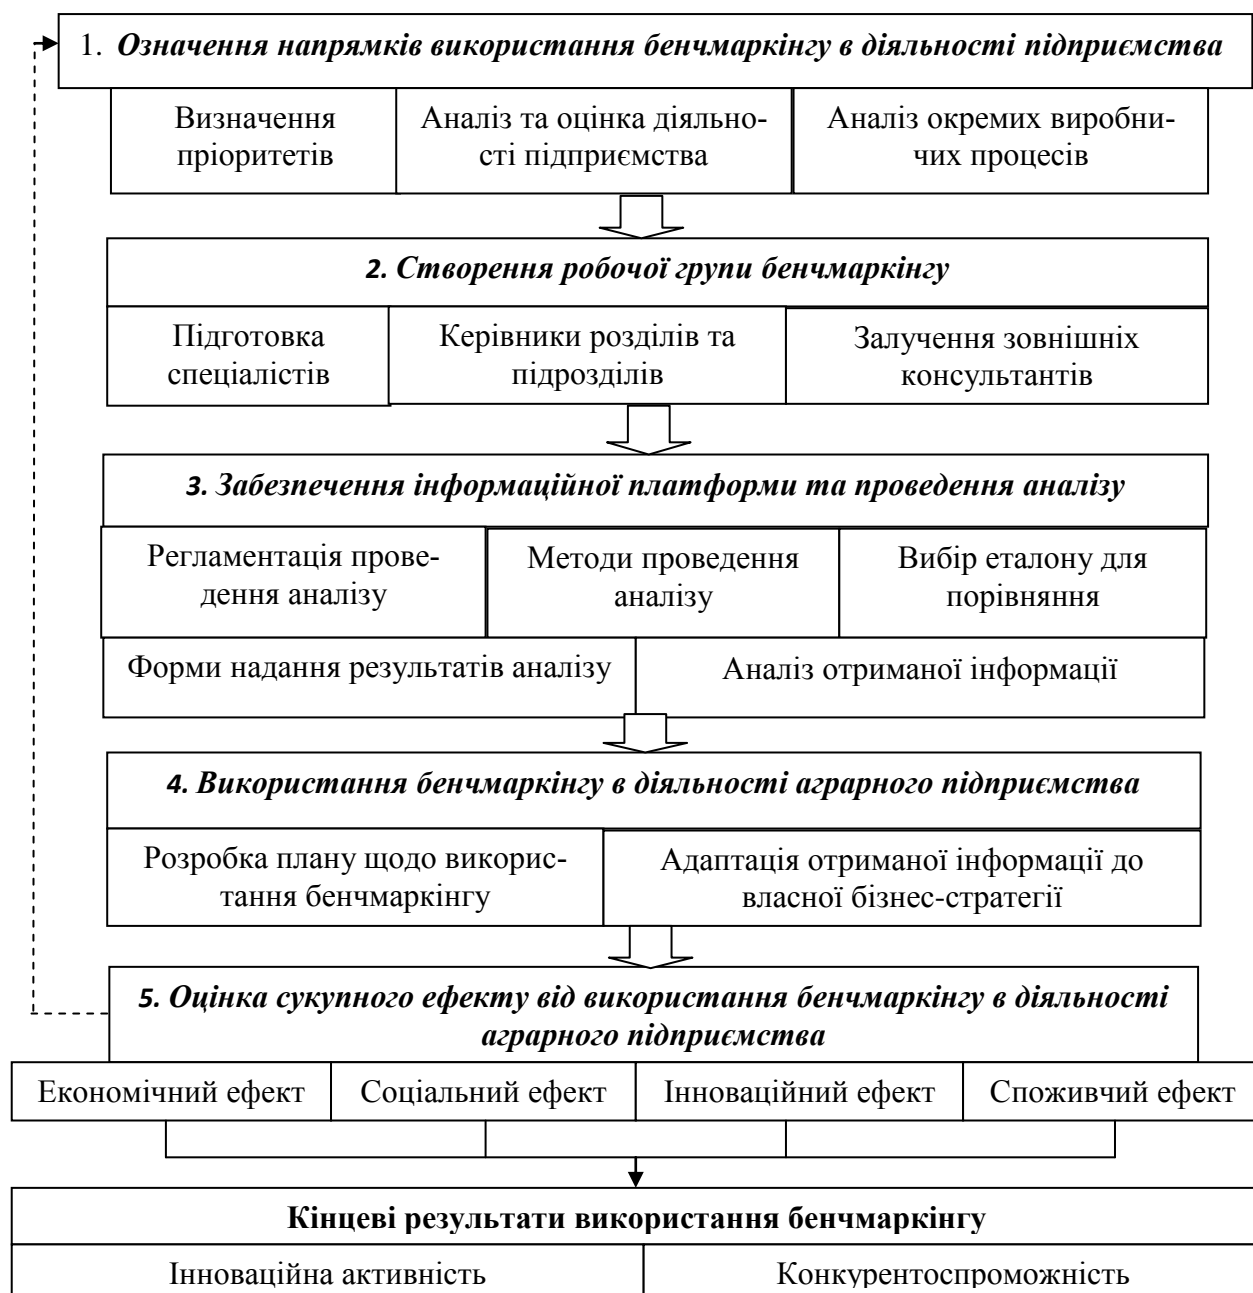 1. Означення напрямків використання бенчмаркінгу в діяльності підприємства
Визначення
пріоритетів
Аналіз та оцінка діяльно-
сті підприємства
Аналіз окремих виробни-
чих процесів
2. Створення робочої групи бенчмаркінгу
Підготовка
спеціалістів
Керівники розділів та
підрозділів
Залучення зовнішніх
консультантів
3. Забезпечення інформаційної платформи та проведення аналізу
Регламентація прове-
дення аналізу
Методи проведення
аналізу
Вибір еталону для
порівняння
Форми надання результатів аналізу
Аналіз отриманої інформації
4. Використання бенчмаркінгу в діяльності аграрного підприємства
Розробка плану щодо викорис-
тання бенчмаркінгу
Адаптація отриманої інформації до
власної бізнес-стратегії
5. Оцінка сукупного ефекту від використання бенчмаркінгу в діяльності
аграрного підприємства
Економічний ефект
Соціальний ефект
Інноваційний ефект
Споживчий ефект
Кінцеві результати використання бенчмаркінгу
Інноваційна активність
Конкурентоспроможність